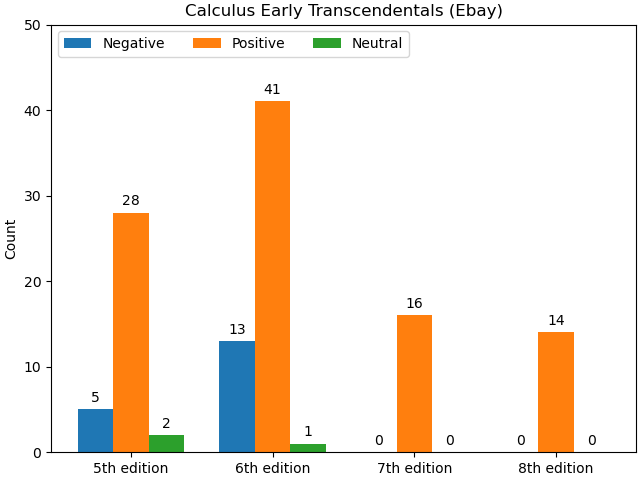 Calculus Early Transcendentals (Ebay)
Negative Positive Neutral
Count
50
40
30
20
10
0
5 28 2
13 41 1
0 16 0
0 14 0
5th edition 6th edition 7th edition 8th edition